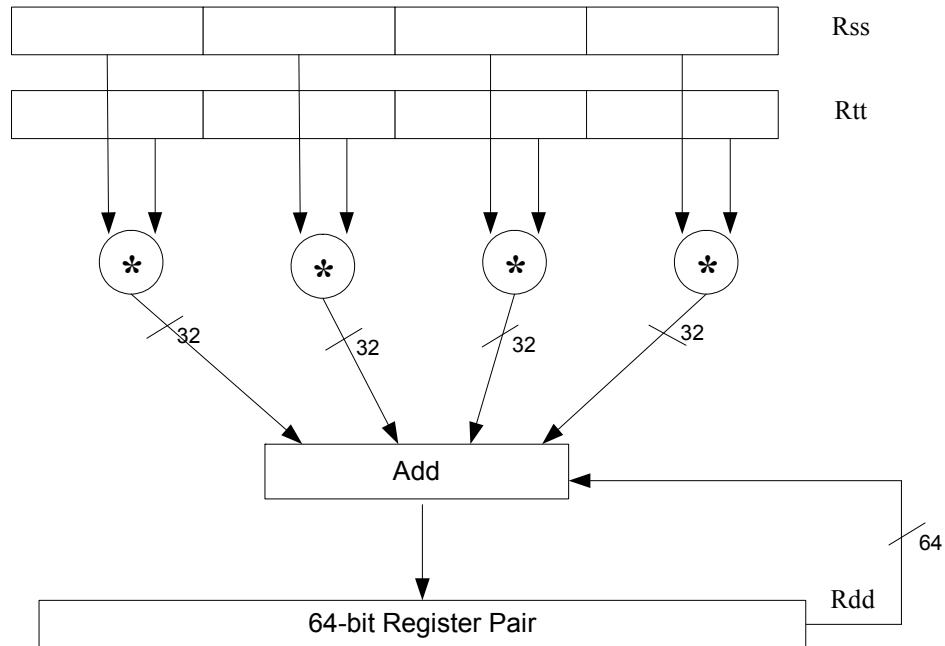 Rss
Rtt
* * * *
32 32 32 32
Add
64
Rdd
64-bit Register Pair